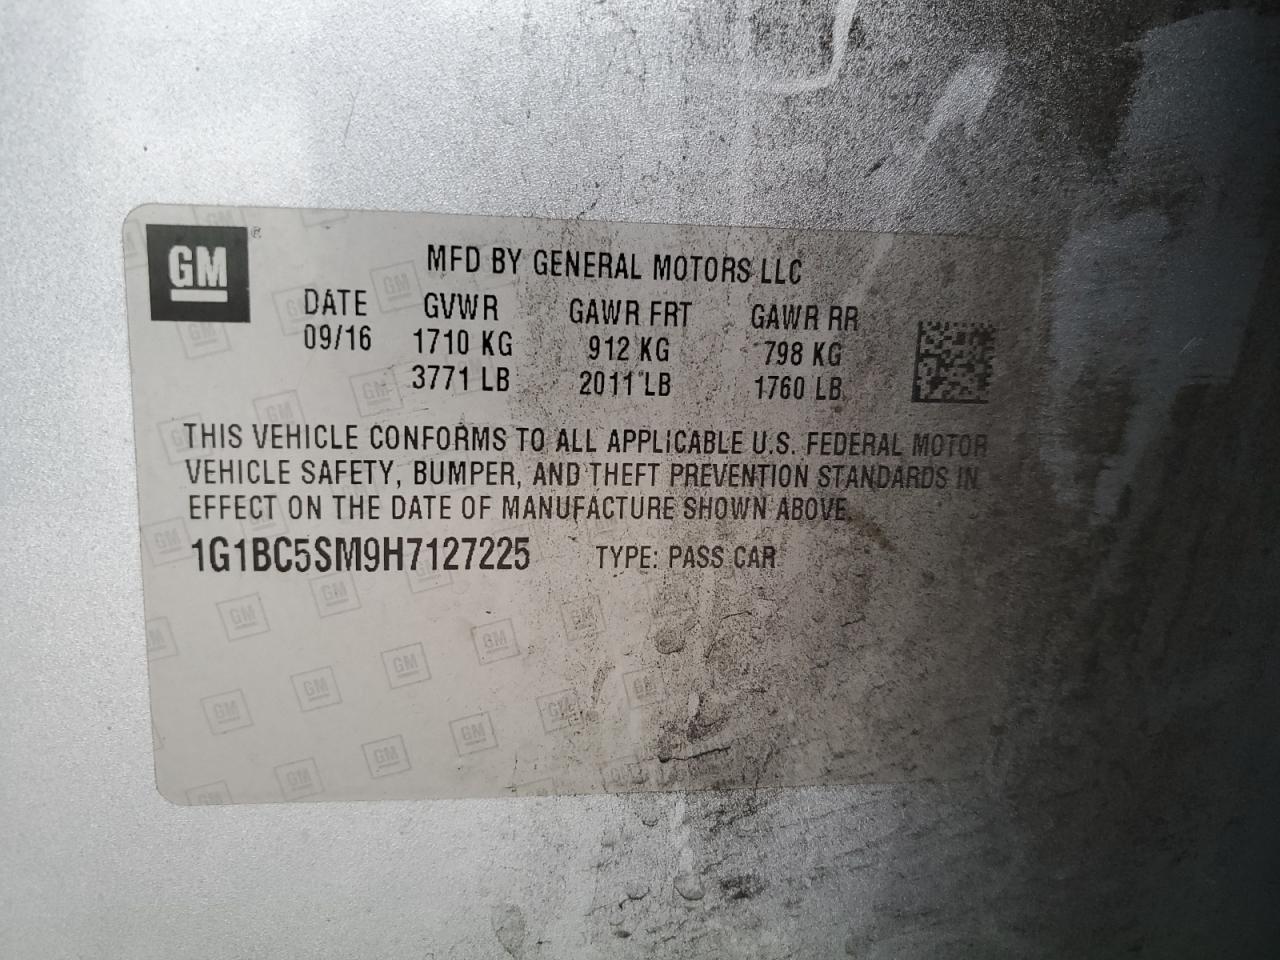 GM ®
MFD BY GENERAL MOTORS LLC
DATE GVWR GAWR FRT GAWR RR
09/16 1710 KG 912 KG 798 KG
3771 LB 2011 LB 1760 LB
THIS VEHICLE CONFORMS TO ALL APPLICABLE U.S. FEDERAL MOTOR
VEHICLE SAFETY, BUMPER, AND THEFT PREVENTION STANDARDS IN
EFFECT ON THE DATE OF MANUFACTURE SHOWN ABOVE.
1G1BC5SM9H7127225 TYPE: PASS CAR